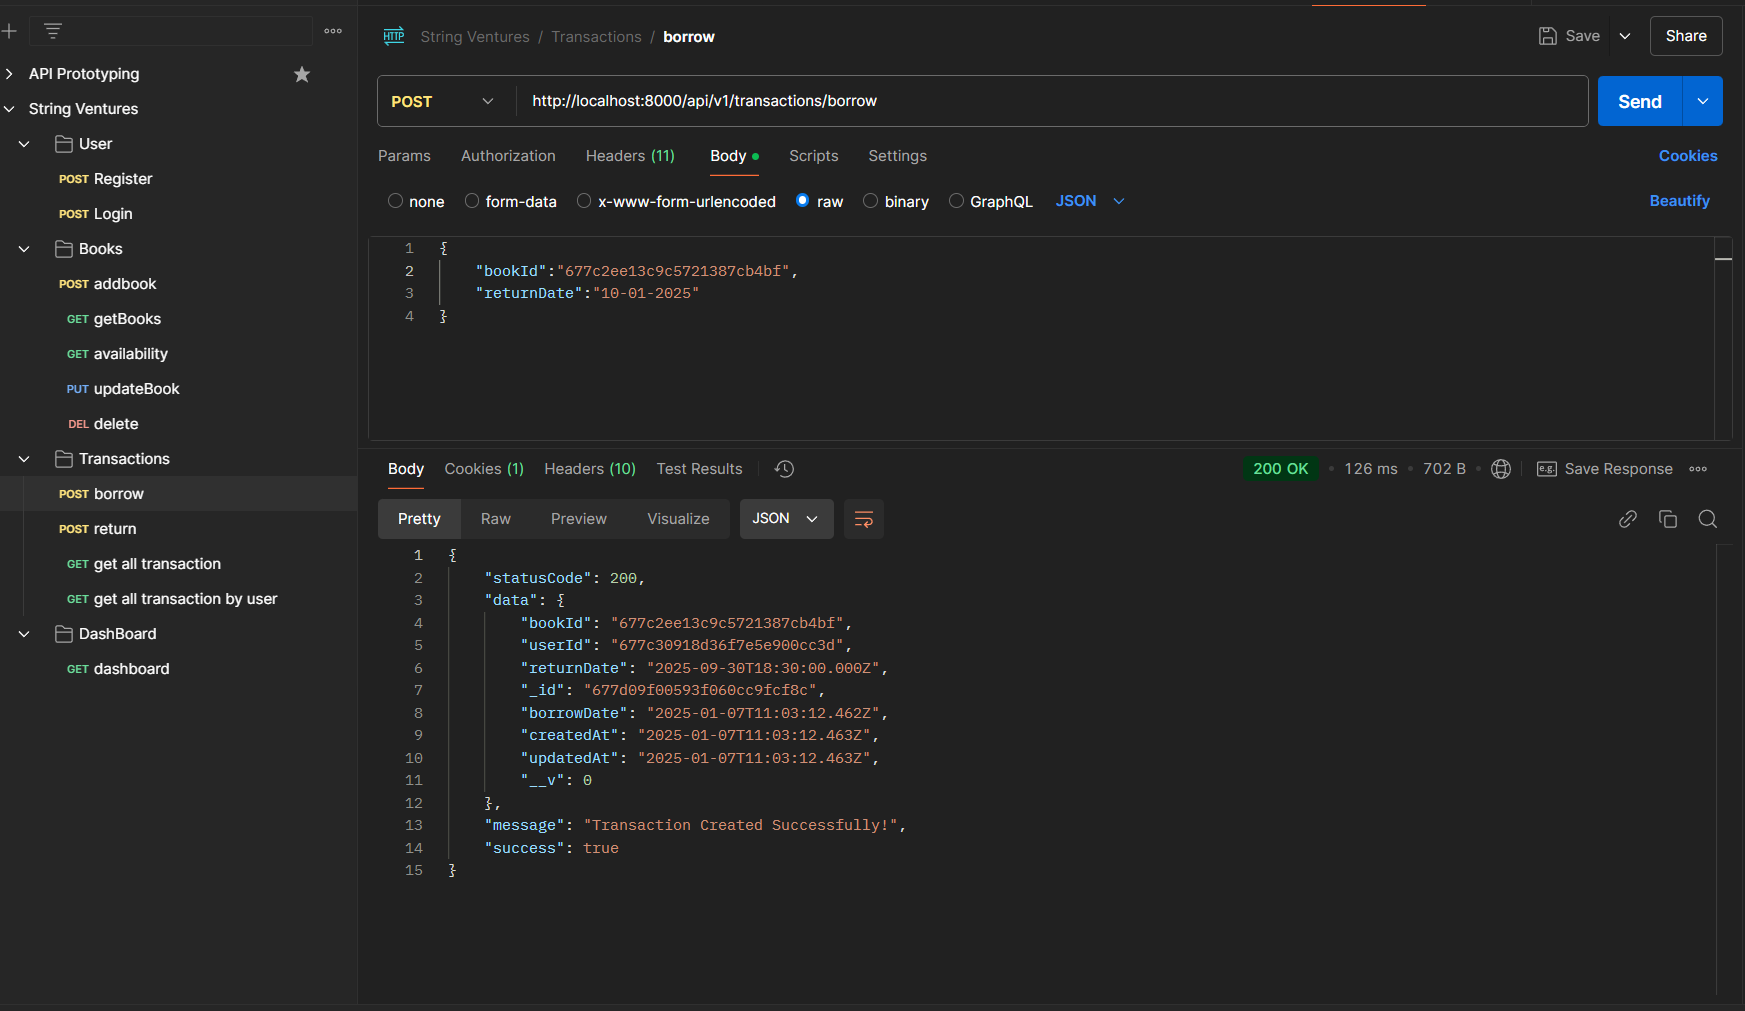 HTTP String Ventures / Transactions / borrow
Save
Share
API Prototyping
String Ventures
User
POST Register
POST Login
Books
POST addbook
GET getBooks
GET availability
PUT updateBook
DEL delete
Transactions
POST borrow
POST return
GET get all transaction
GET get all transaction by user
DashBoard
GET dashboard
POST http://localhost:8000/api/v1/transactions/borrow
Send
Params Authorization Headers (11) Body Scripts Settings Cookies
none form-data x-www-form-urlencoded raw binary GraphQL JSON Beautify
1 {
2 "bookId":"677c2ee13c9c5721387cb4bf",
3 "returnDate":"10-01-2025"
4 }
Body Cookies (1) Headers (10) Test Results 200 OK • 126 ms • 702 B • e.g. Save Response
Pretty Raw Preview Visualize JSON
1 {
2 "statusCode": 200,
3 "data": {
4 "bookId": "677c2ee13c9c5721387cb4bf",
5 "userId": "677c30918d36f7e5e900cc3d",
6 "returnDate": "2025-09-30T18:30:00.000Z",
7 "_id": "677d09f00593f060cc9fcf8c",
8 "borrowDate": "2025-01-07T11:03:12.462Z",
9 "createdAt": "2025-01-07T11:03:12.463Z",
10 "updatedAt": "2025-01-07T11:03:12.463Z",
11 "__v": 0
12 },
13 "message": "Transaction Created Successfully!",
14 "success": true
15 }